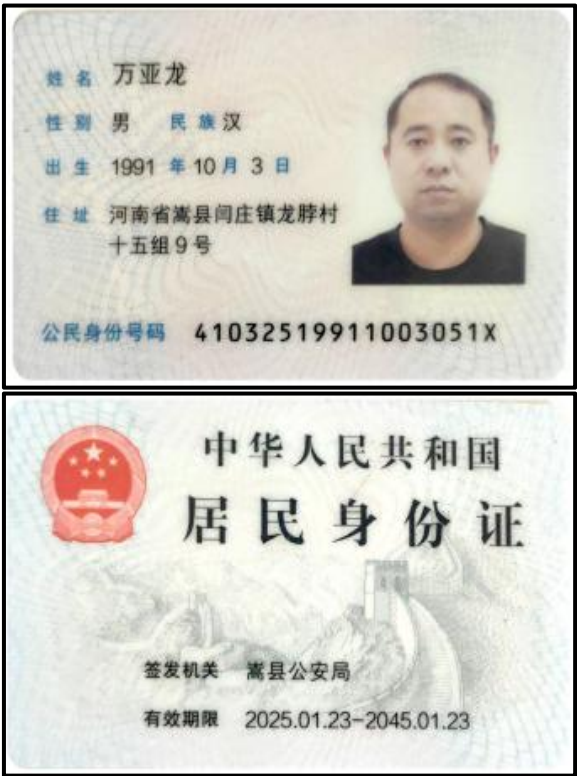 姓名 万亚龙
性别 男 民族 汉
出生 1991 年 10 月 3 日
住址 河南省嵩县闫庄镇龙脖村
十五组9号
公民身份号码 41032519911003051X
中华人民共和国
居民身份证
签发机关 嵩县公安局
有效期限 2025.01.23-2045.01.23